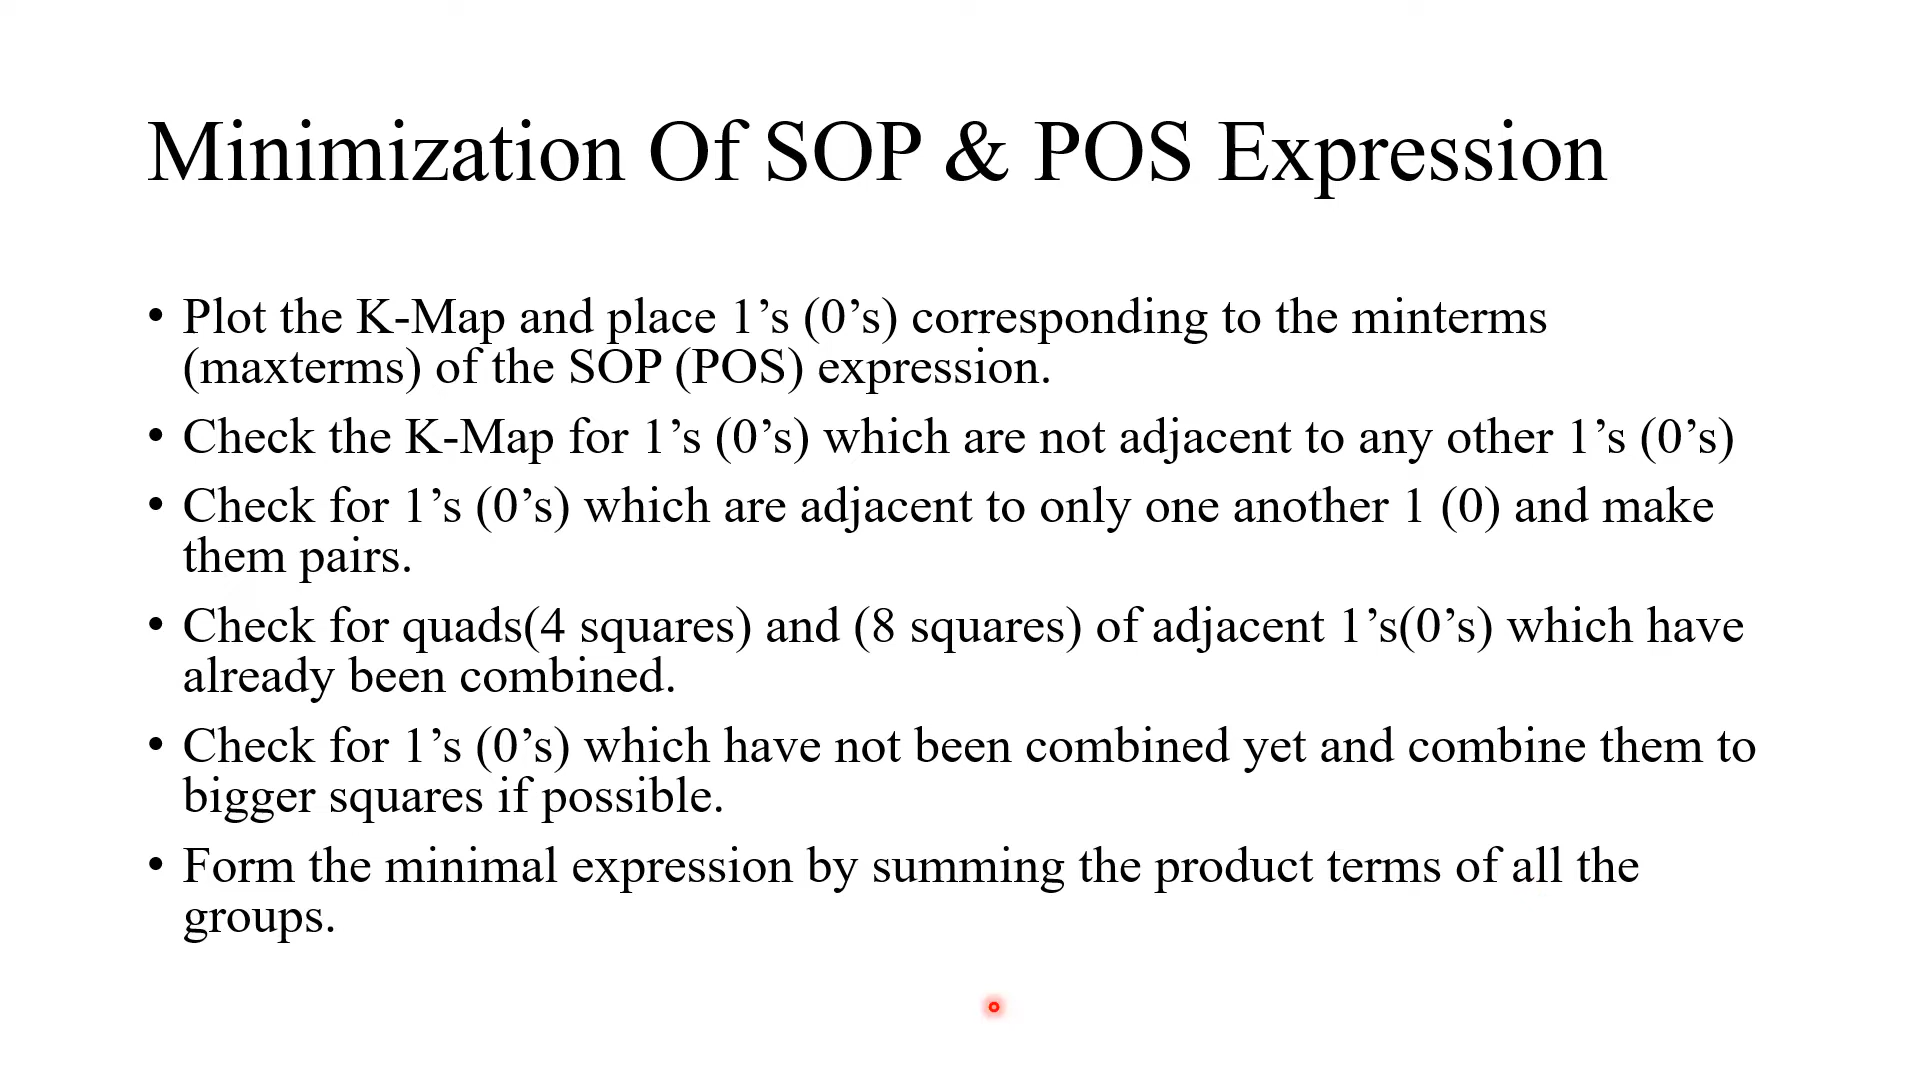 Minimization Of SOP & POS Expression
• Plot the K-Map and place 1’s (0’s) corresponding to the minterms
(maxterms) of the SOP (POS) expression.
• Check the K-Map for 1’s (0’s) which are not adjacent to any other 1’s (0’s)
• Check for 1’s (0’s) which are adjacent to only one another 1 (0) and make
them pairs.
• Check for quads(4 squares) and (8 squares) of adjacent 1’s(0’s) which have
already been combined.
• Check for 1’s (0’s) which have not been combined yet and combine them to
bigger squares if possible.
• Form the minimal expression by summing the product terms of all the
groups.